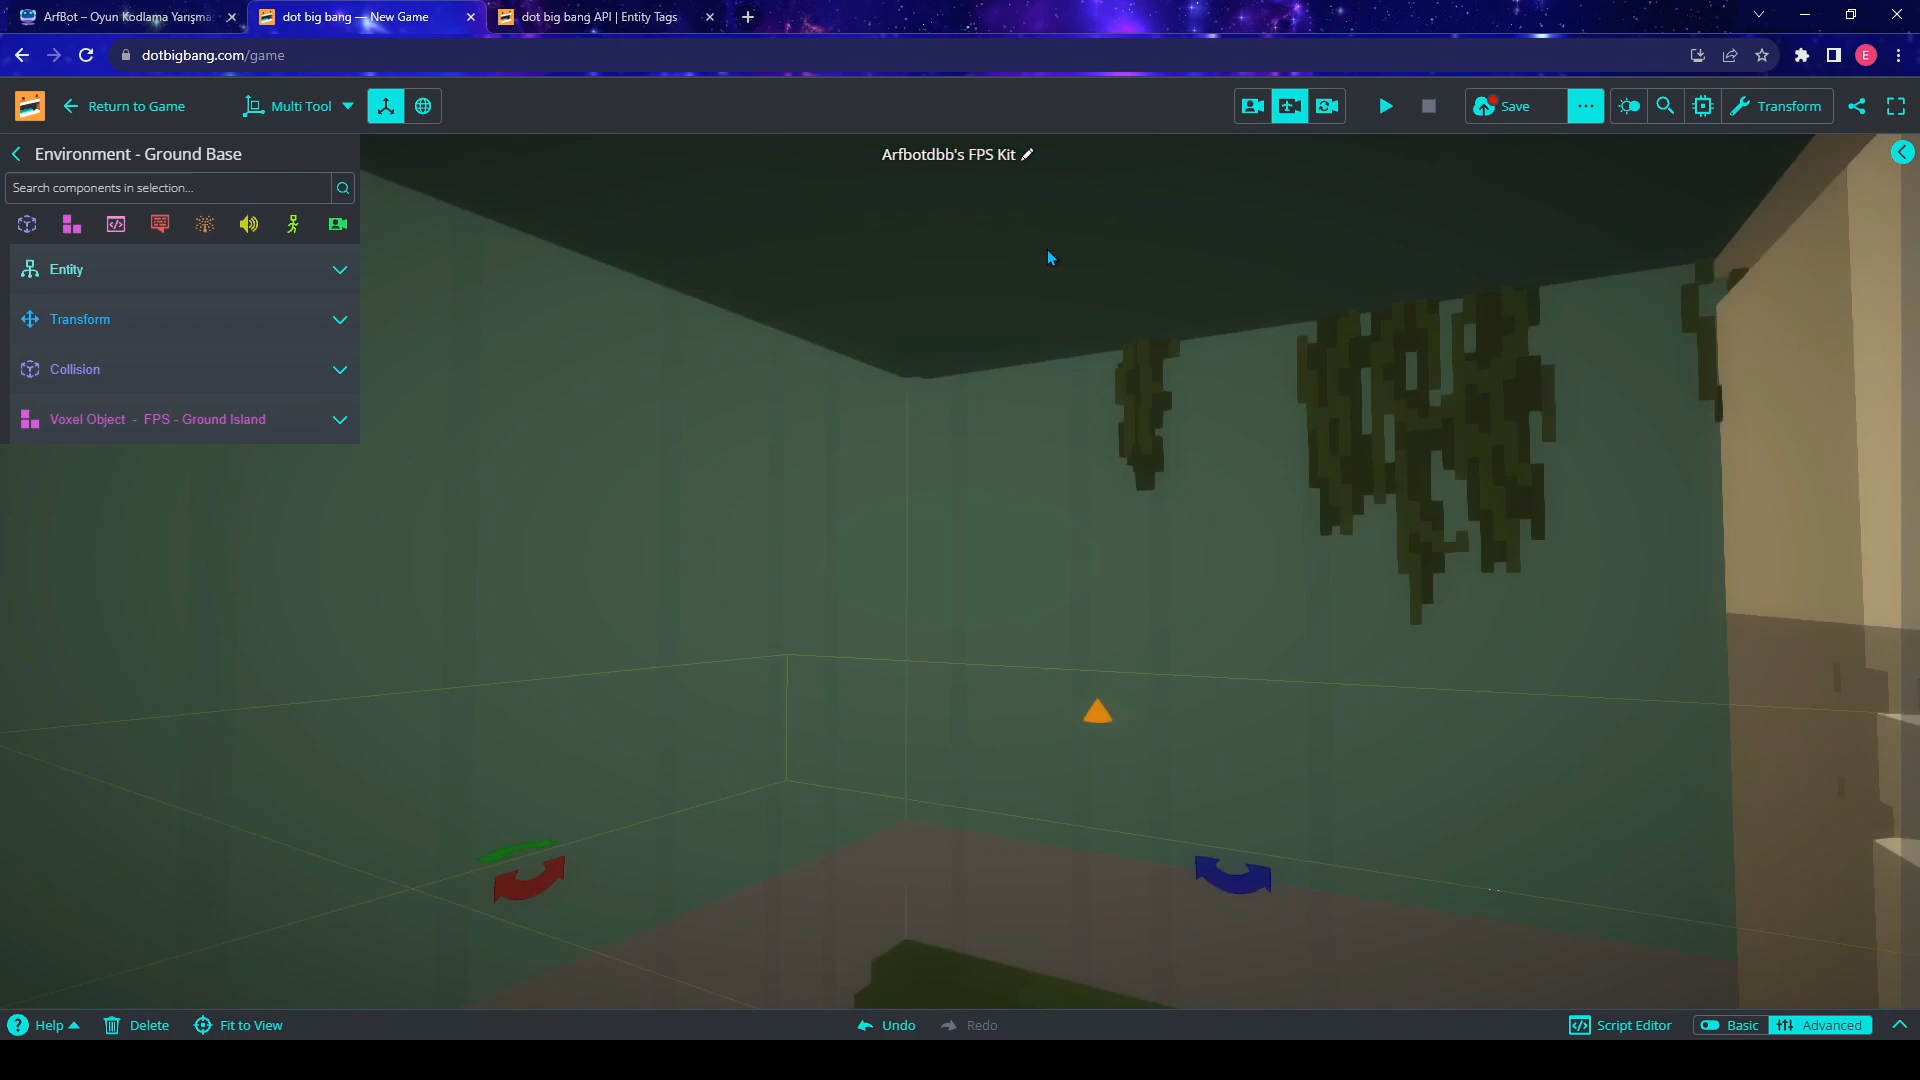 ArfBot – Oyun Kodlama Yarışma
dot big bang — New Game
dot big bang API | Entity Tags
dotbigbang.com/game
E
Return to Game
Multi Tool
Save
Transform
Environment - Ground Base
Arfbotdbb's FPS Kit
Search components in selection...
Entity
Transform
Collision
Voxel Object - FPS - Ground Island
? Help
Delete
Fit to View
Undo
Redo
Script Editor
Basic
Advanced